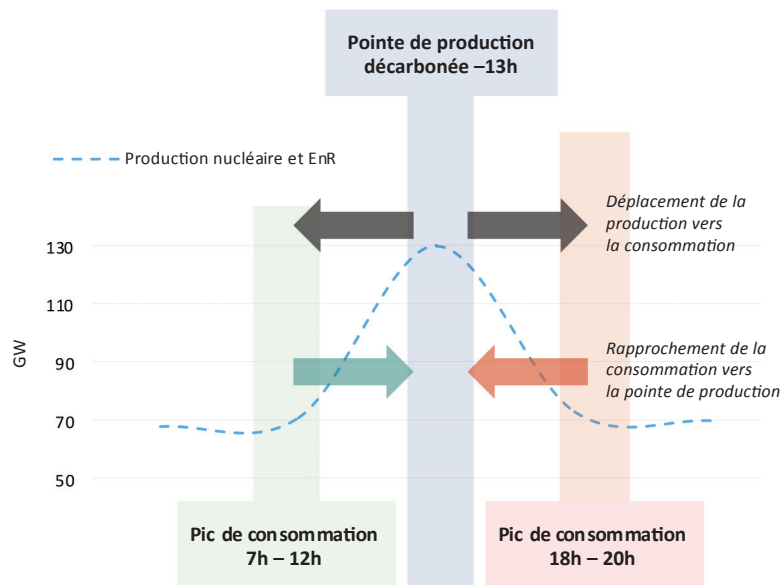 Pointe de production
décarbonée –13h
Production nucléaire et EnR
Déplacement de la
production vers
la consommation
130
110
90
70
50
GW
Rapprochement de la
consommation vers
la pointe de production
Pic de consommation
7h – 12h
Pic de consommation
18h – 20h